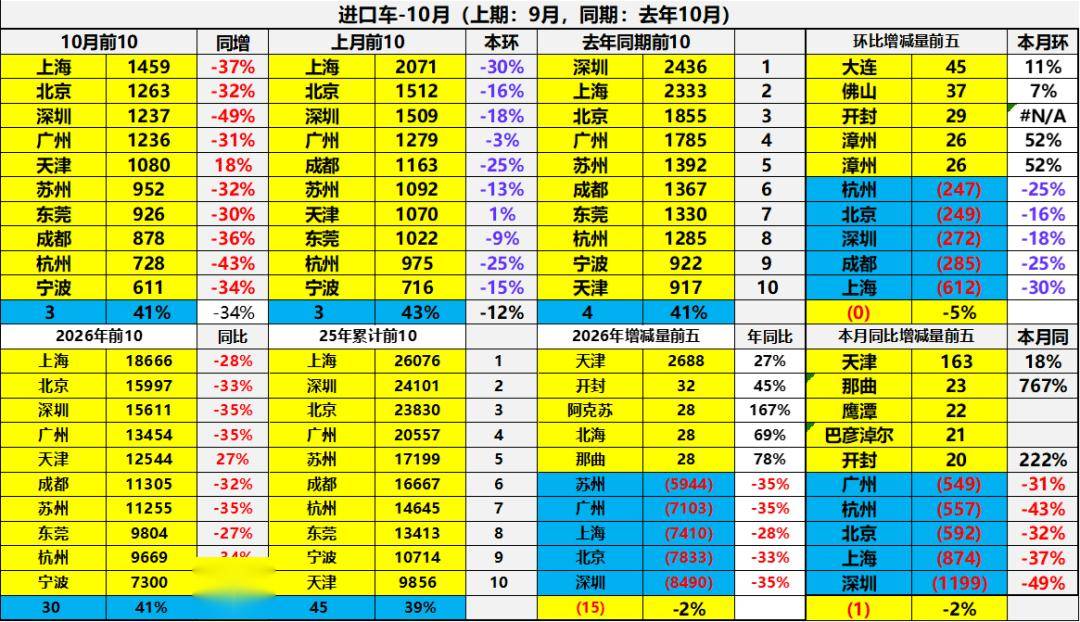 进口车-10月（上期：9月，同期：去年10月）
10月前10 同增 上月前10 本环 去年同期前10 环比增减量前五 本月环
上海 1459 -37% 上海 2071 -30% 深圳 2436 1 大连 45 11%
北京 1263 -32% 北京 1512 -16% 上海 2333 2 佛山 37 7%
深圳 1237 -49% 深圳 1509 -18% 北京 1855 3 开封 29 #N/A
广州 1236 -31% 广州 1279 -3% 广州 1785 4 漳州 26 52%
天津 1080 18% 成都 1163 -25% 苏州 1392 5 漳州 26 52%
苏州 952 -32% 苏州 1092 -13% 成都 1367 6 杭州 (247) -25%
东莞 926 -30% 天津 1070 1% 东莞 1330 7 北京 (249) -16%
成都 878 -36% 东莞 1022 -9% 杭州 1285 8 深圳 (272) -18%
杭州 728 -43% 杭州 975 -25% 宁波 922 9 成都 (285) -25%
宁波 611 -34% 宁波 716 -15% 天津 917 10 上海 (612) -30%
3 41% -34% 3 43% -12% 4 41% (0) -5%
2026年前10 同比 25年累计前10 2026年增减量前五 年同比 本月同比增减量前五 本月同
上海 18666 -28% 上海 26076 1 天津 2688 27% 天津 163 18%
北京 15997 -33% 深圳 24101 2 开封 32 45% 那曲 23 767%
深圳 15611 -35% 北京 23830 3 阿克苏 28 167% 鹰潭 22
广州 13454 -35% 广州 20557 4 北海 28 69% 巴彦淖尔 21
天津 12544 27% 苏州 17199 5 那曲 28 78% 开封 20 222%
成都 11305 -32% 成都 16667 6 苏州 (5944) -35% 广州 (549) -31%
苏州 11255 -35% 杭州 14645 7 广州 (7103) -35% 杭州 (557) -43%
东莞 9804 -27% 东莞 13413 8 上海 (7410) -28% 北京 (592) -32%
杭州 9669 宁波 10714 9 北京 (7833) -33% 上海 (874) -37%
宁波 7300 天津 9856 10 深圳 (8490) -35% 深圳 (1199) -49%
30 41% 45 39% (15) -2% (1) -2%